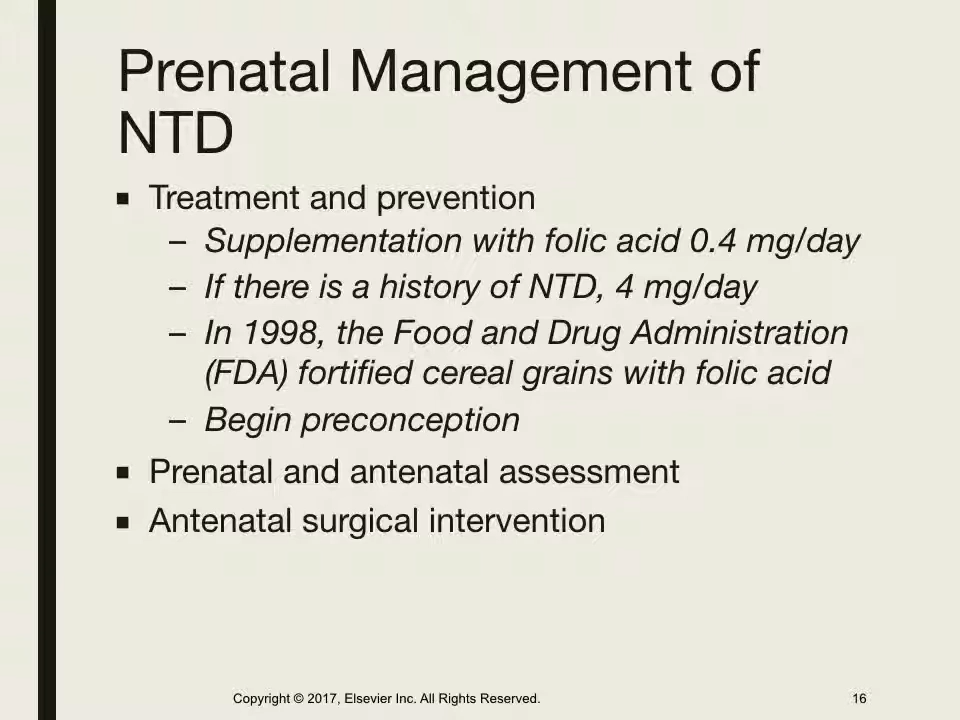 Prenatal Management of
NTD
▪ Treatment and prevention
– Supplementation with folic acid 0.4 mg/day
– If there is a history of NTD, 4 mg/day
– In 1998, the Food and Drug Administration
(FDA) fortified cereal grains with folic acid
– Begin preconception
▪ Prenatal and antenatal assessment
▪ Antenatal surgical intervention
Copyright © 2017, Elsevier Inc. All Rights Reserved.
16